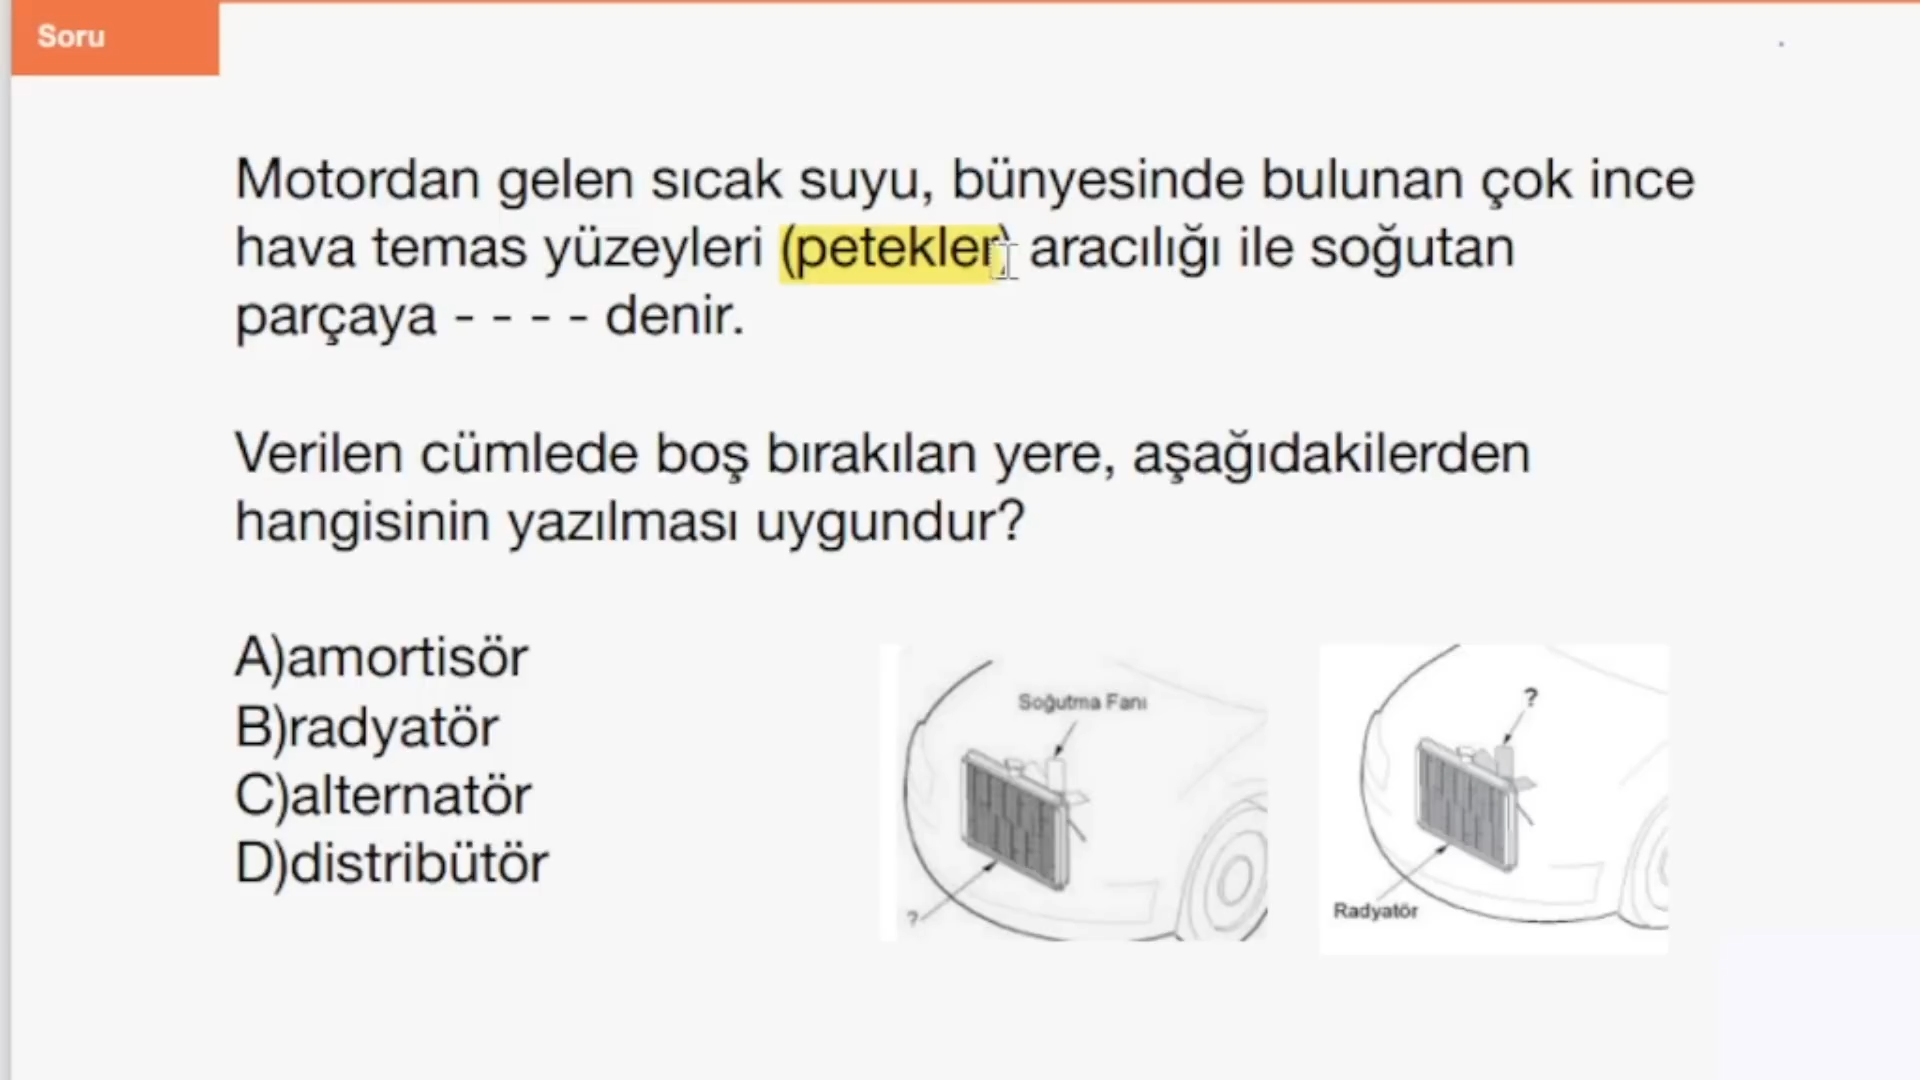 Soru
Motordan gelen sıcak suyu, bünyesinde bulunan çok ince
hava temas yüzeyleri (petekler) aracılığı ile soğutan
parçaya - - - - denir.
Verilen cümlede boş bırakılan yere, aşağıdakilerden
hangisinin yazılması uygundur?
A)amortisör
B)radyatör
C)alternatör
D)distribütör
Soğutma Fanı
?
?
Radyatör